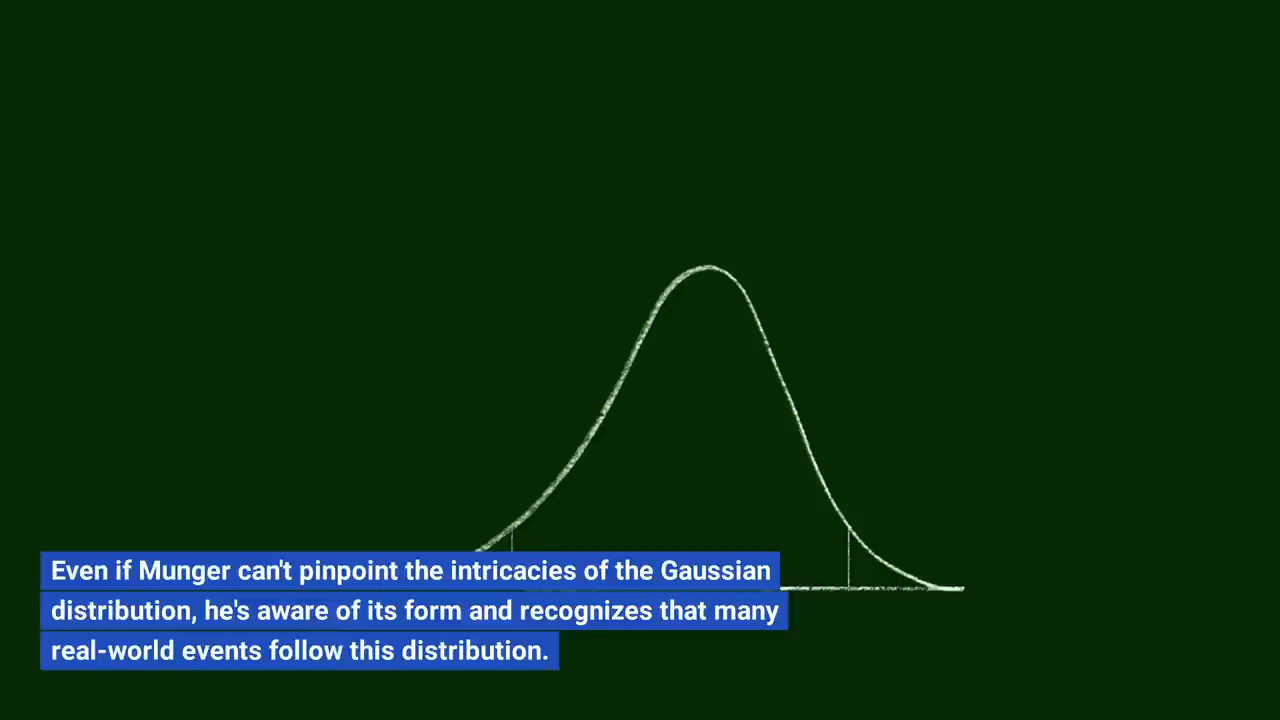 Even if Munger can't pinpoint the intricacies of the Gaussian
distribution, he's aware of its form and recognizes that many
real-world events follow this distribution.